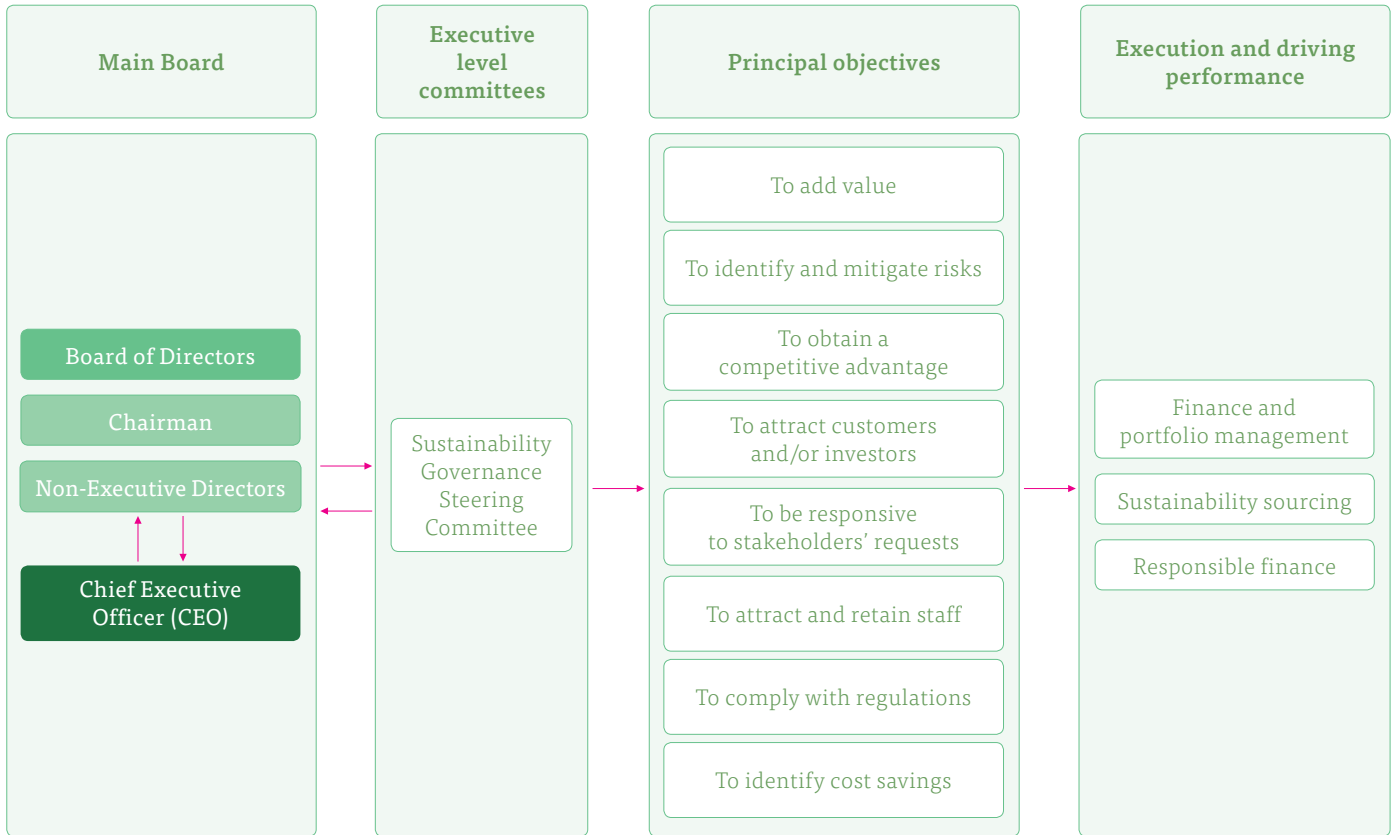 Main Board
Executive
level
committees
Principal objectives
Execution and driving
performance
Board of Directors
Chairman
Non-Executive Directors
Chief Executive
Officer (CEO)
Sustainability
Governance
Steering
Committee
To add value
To identify and mitigate risks
To obtain a
competitive advantage
To attract customers
and/or investors
To be responsive
to stakeholders’ requests
To attract and retain staff
To comply with regulations
To identify cost savings
Finance and
portfolio management
Sustainability sourcing
Responsible finance